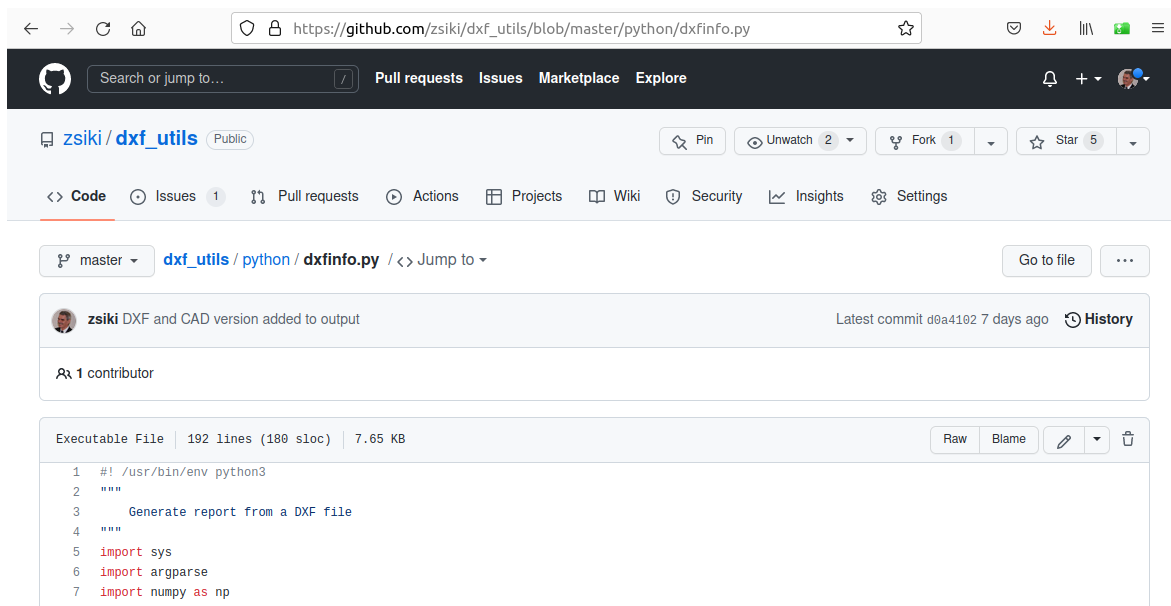 https://github.com/zsiki/dxf_utils/blob/master/python/dxfinfo.py
Search or jump to… / Pull requests Issues Marketplace Explore
zsiki / dxf_utils Public Pin Unwatch 2 Fork 1 Star 5
Code Issues 1 Pull requests Actions Projects Wiki Security Insights Settings
master dxf_utils / python / dxfinfo.py / <> Jump to Go to file ...
zsiki DXF and CAD version added to output Latest commit d0a4102 7 days ago History
1 contributor
Executable File 192 lines (180 sloc) 7.65 KB Raw Blame
1 #! /usr/bin/env python3
2 """
3 Generate report from a DXF file
4 """
5 import sys
6 import argparse
7 import numpy as np